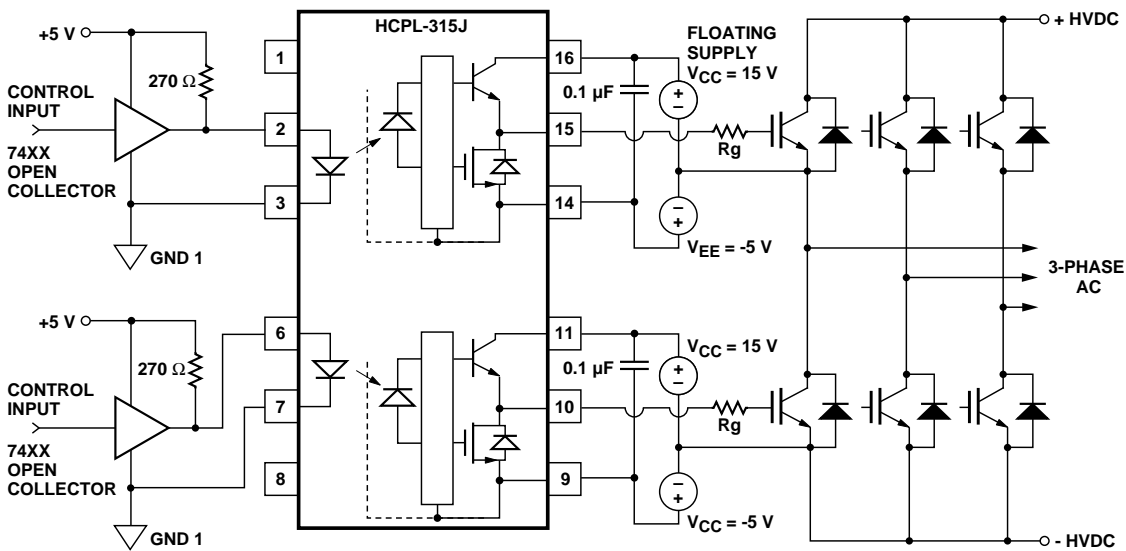 HCPL-315J
+5 V
270 Ω
CONTROL
INPUT
74XX
OPEN
COLLECTOR
GND 1
1
2
3
16
15
14
0.1 µF
FLOATING
SUPPLY
VCC = 15 V
+
−
Rg
−
+
VEE = -5 V
+ HVDC
3-PHASE
AC
+5 V
270 Ω
CONTROL
INPUT
74XX
OPEN
COLLECTOR
GND 1
6
7
8
11
10
9
0.1 µF
VCC = 15 V
+
−
Rg
−
+
VCC = -5 V
- HVDC